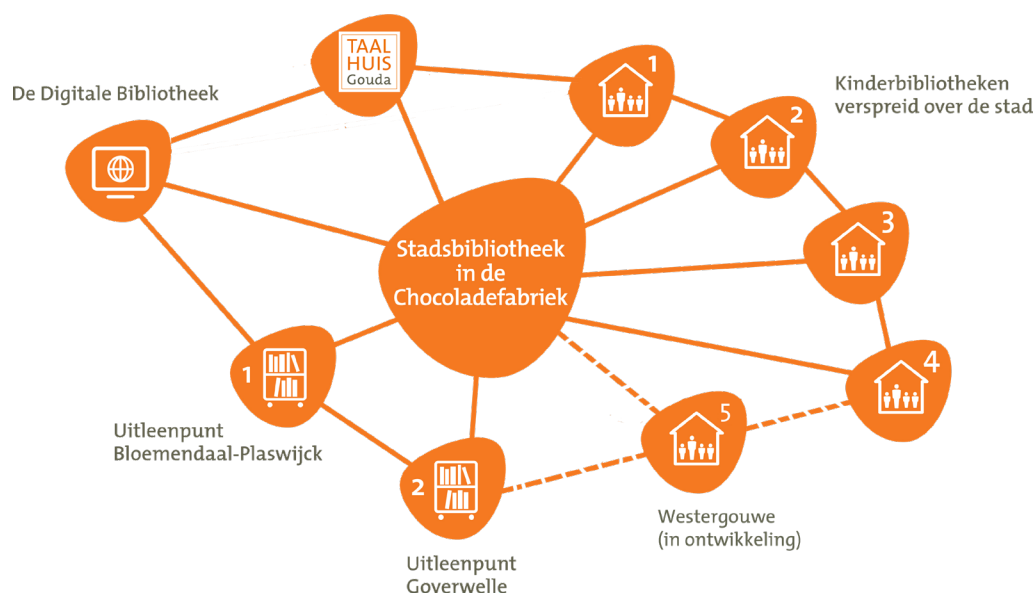 TAAL
HUIS
Gouda
De Digitale Bibliotheek
1
Kinderbibliotheken
verspreid over de stad
2
3
Stadsbibliotheek
in de
Chocoladefabriek
4
1
5
Uitleenpunt
Bloemendaal-Plaswijck
2
Westergouwe
(in ontwikkeling)
Uitleenpunt
Goverwelle